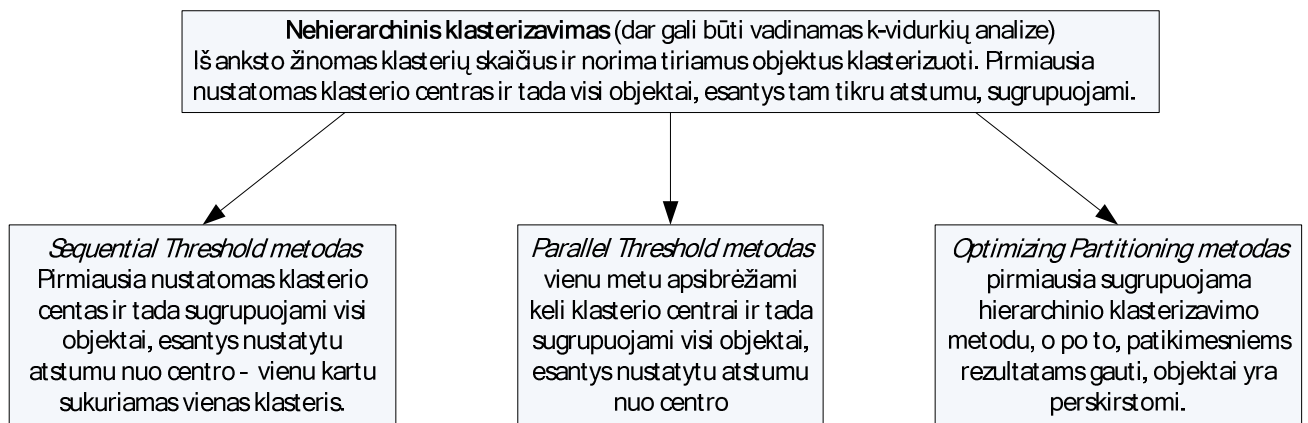 Nehierarchinis klasterizavimas (dar gali būti vadinamas k-vidurkių analize)
Iš anksto žinomas klasterių skaičius ir norima tiriamus objektus klasterizuoti. Pirmiausia
nustatomas klasterio centras ir tada visi objektai, esantys tam tikru atstumu, sugrupuojami.
Sequential Threshold metodas
Pirmiausia nustatomas klasterio
centas ir tada sugrupuojami visi
objektai, esantys nustatytu
atstumu nuo centro - vienu kartu
sukuriamas vienas klasteris.
Parallel Threshold metodas
vienu metu apsibrėžiami
keli klasterio centrai ir tada
sugrupuojami visi objektai,
esantys nustatytu atstumu
nuo centro
Optimizing Partitioning metodas
pirmiausia sugrupuojama
hierarchinio klasterizavimo
metodu, o po to, patikimesniems
rezultatams gauti, objektai yra
perskirstomi.